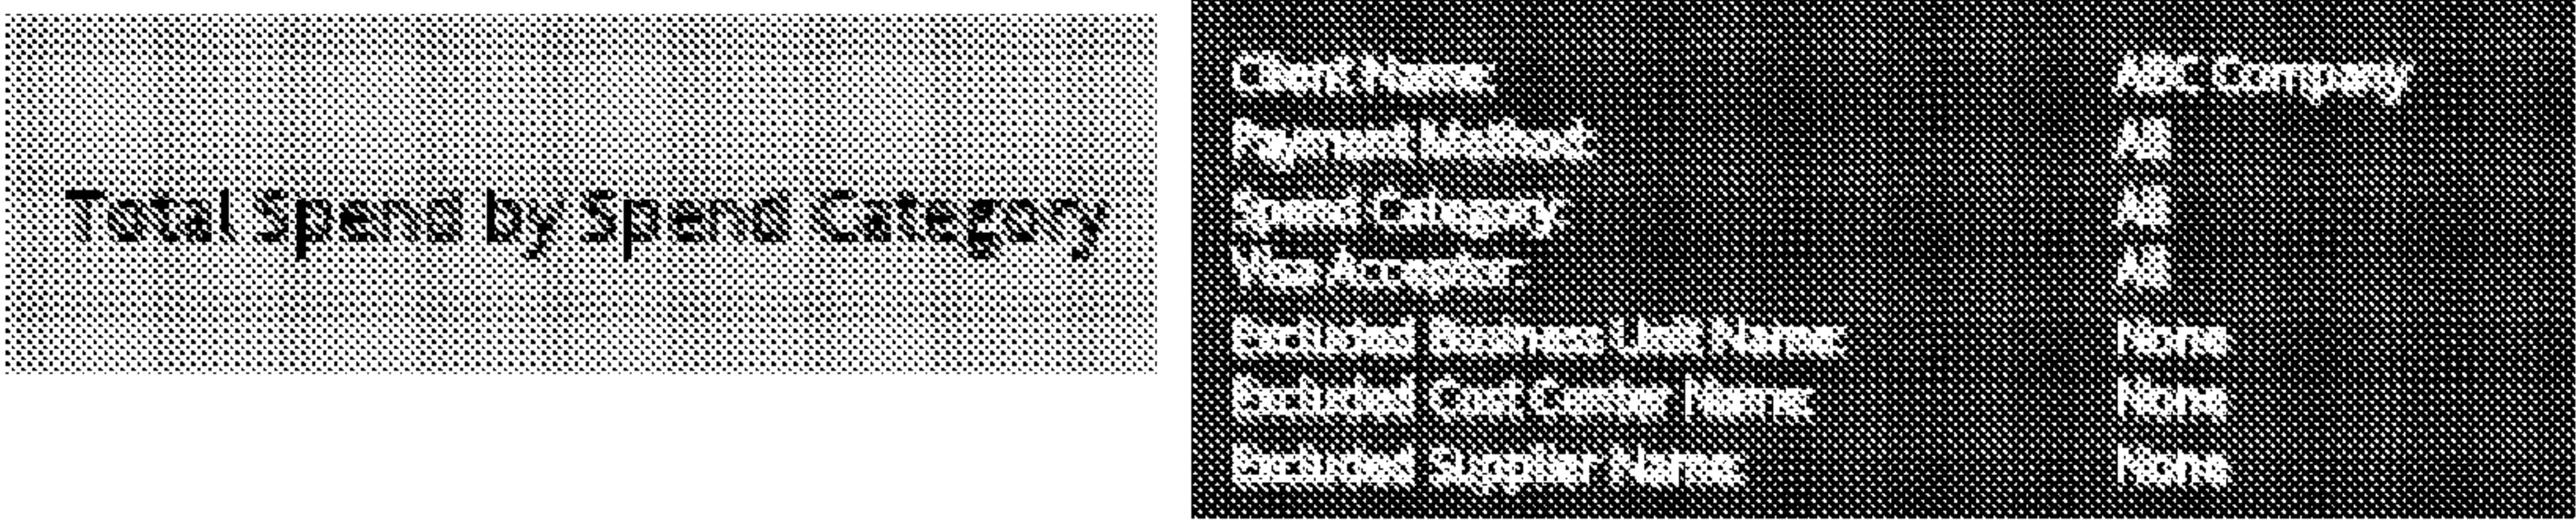 Total Spend by Spend Category
Client Name: ABC Company
Payment Method: All
Spend Category: All
Visa Acceptor: All
Excluded Business Unit Name: None
Excluded Cost Center Name: None
Excluded Supplier Name: None